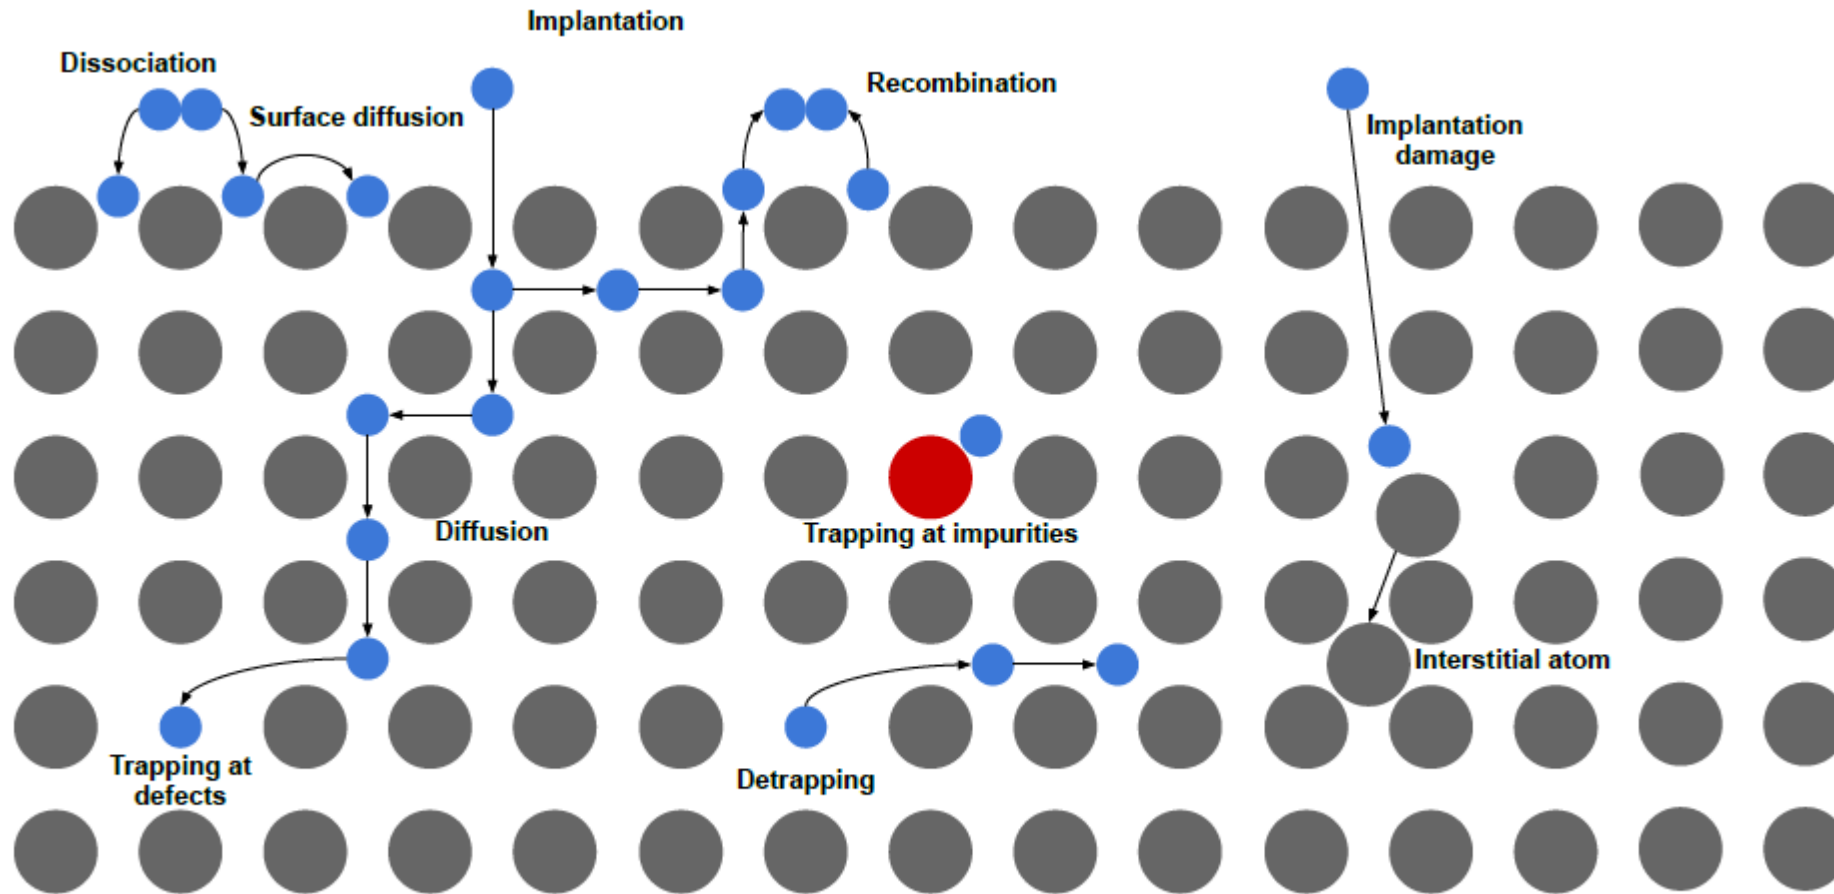 Implantation
Dissociation
Recombination
Surface diffusion
Implantation
damage
Diffusion
Trapping at impurities
Interstitial atom
Trapping at
defects
Detrapping